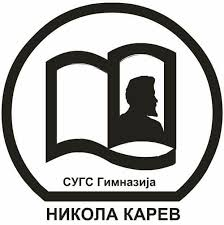 СУГС Гимназија
НИКОЛА КАРЕВ